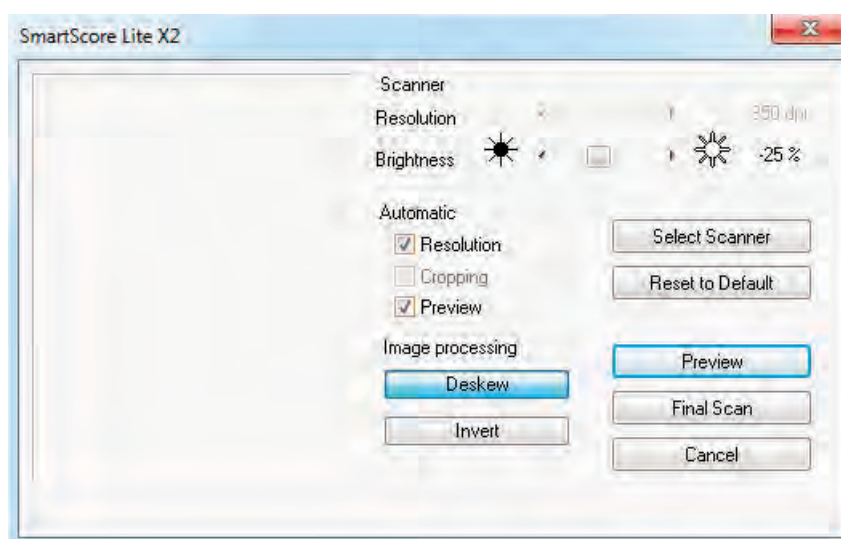 SmartScore Lite X2
Scanner
Resolution 350 dpi
Brightness -25 %
Automatic
Resolution
Cropping
Preview
Select Scanner
Reset to Default
Image processing
Deskew
Invert
Preview
Final Scan
Cancel